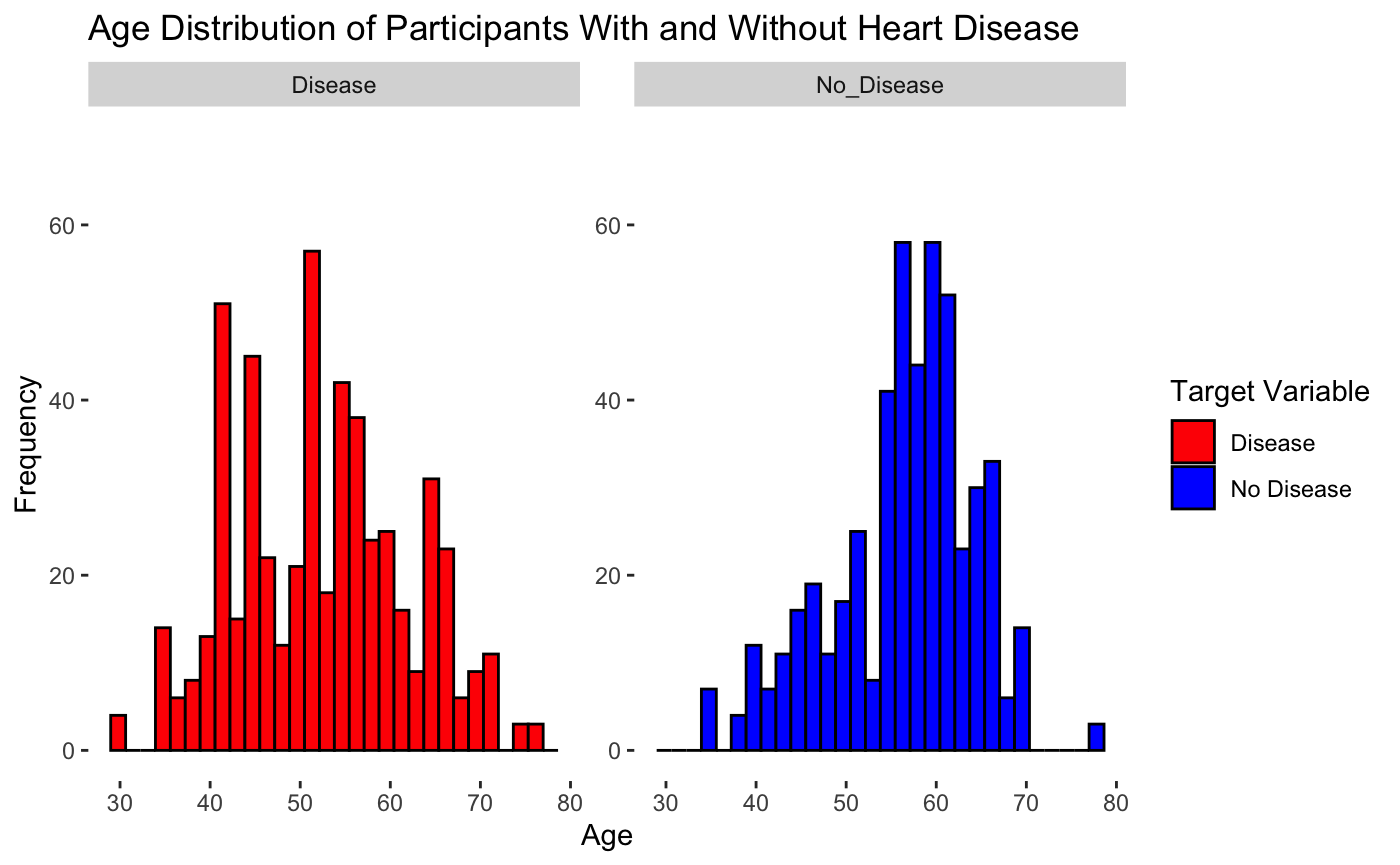 Age Distribution of Participants With and Without Heart Disease
Disease
No_Disease
60
40
20
0
60
40
20
0
30 40 50 60 70 80
30 40 50 60 70 80
Frequency
Age
Target Variable
Disease
No Disease